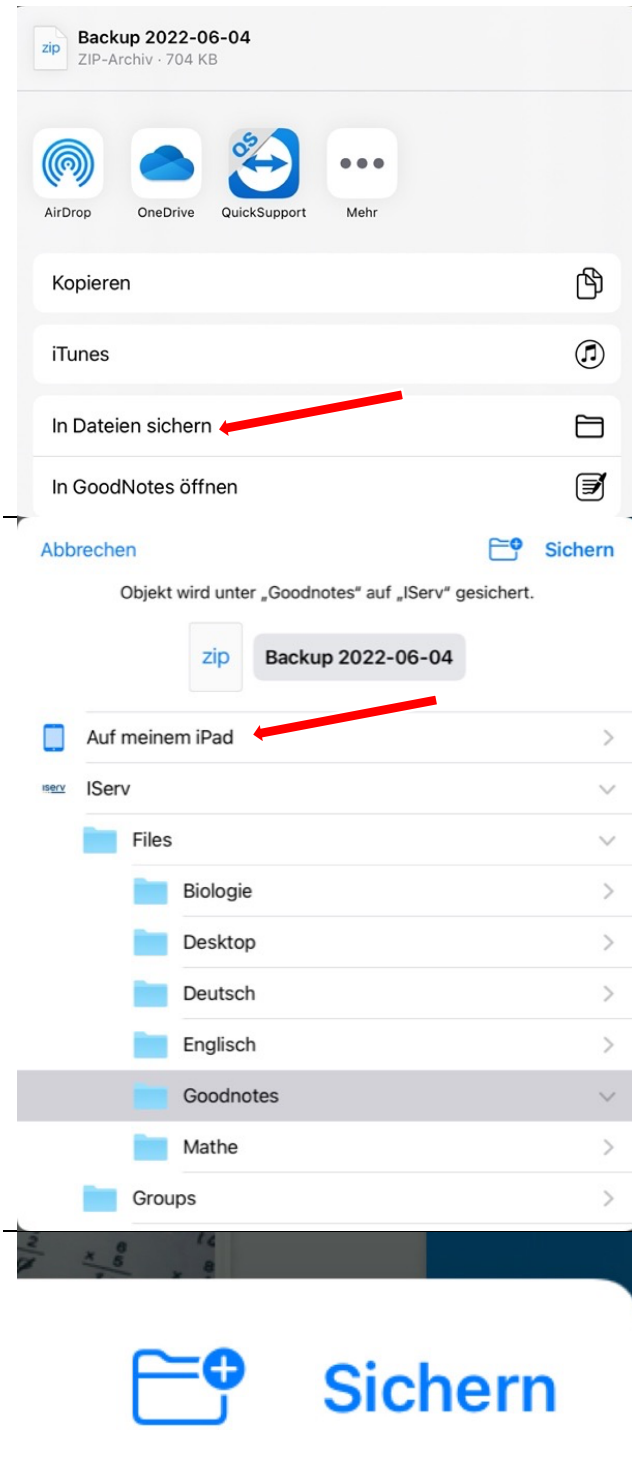 zip
Backup 2022-06-04
ZIP-Archiv · 704 KB
QS
AirDrop OneDrive QuickSupport Mehr
Kopieren
iTunes
In Dateien sichern
In GoodNotes öffnen
Abbrechen Sichern
Objekt wird unter „Goodnotes" auf „IServ" gesichert.
zip Backup 2022-06-04
Auf meinem iPad
IServ IServ
Files
Biologie
Desktop
Deutsch
Englisch
Goodnotes
Mathe
Groups
Sichern